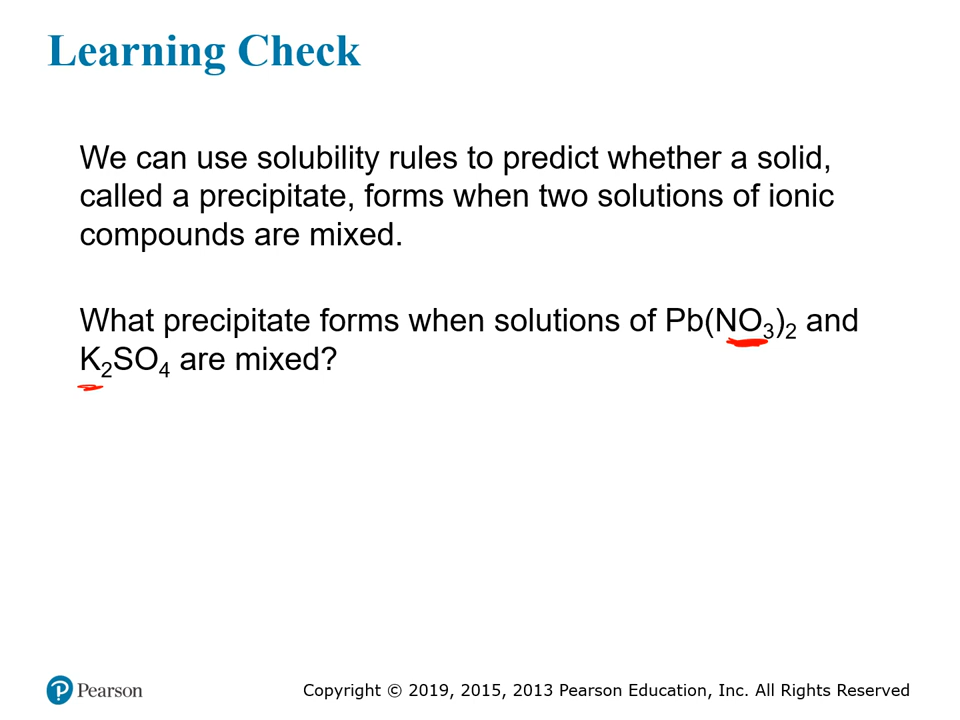 Learning Check
We can use solubility rules to predict whether a solid,
called a precipitate, forms when two solutions of ionic
compounds are mixed.
What precipitate forms when solutions of Pb(NO₃)₂ and
K₂SO₄ are mixed?
Pearson
Copyright © 2019, 2015, 2013 Pearson Education, Inc. All Rights Reserved